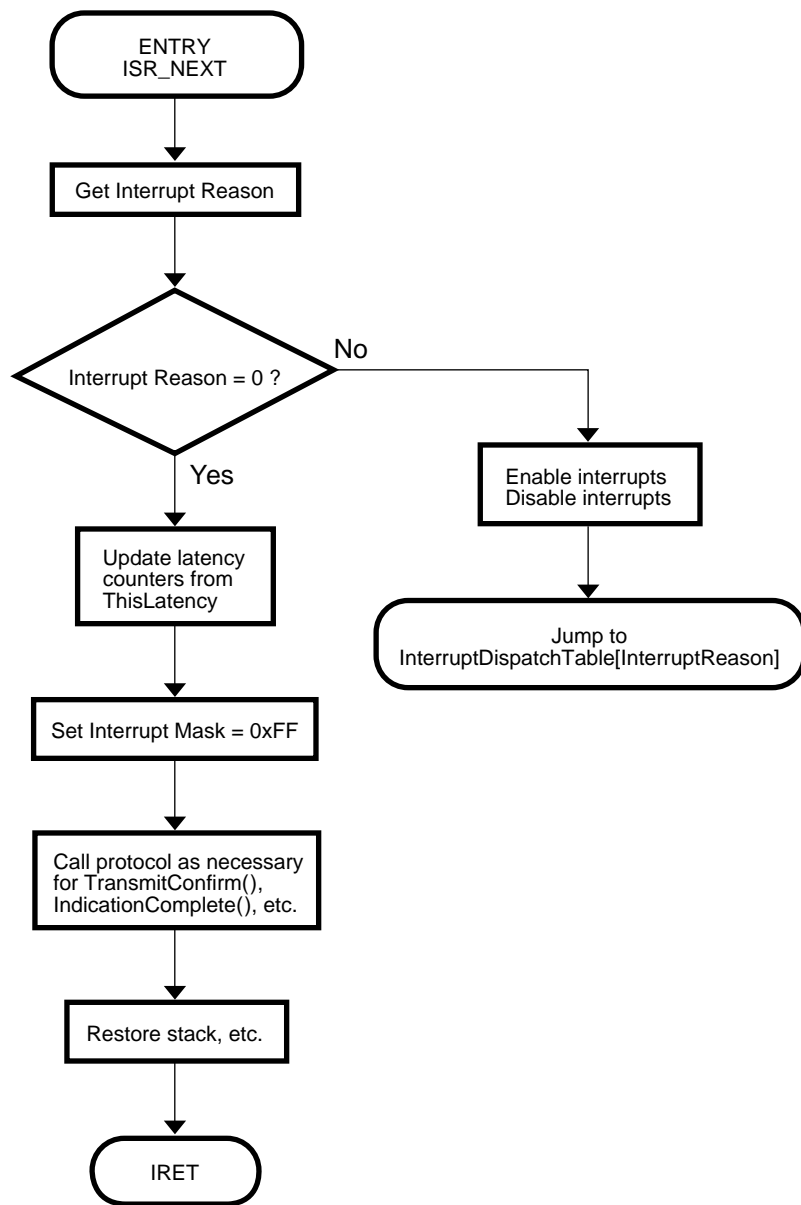 ENTRY
ISR_NEXT
Get Interrupt Reason
Interrupt Reason = 0 ?
No
Yes
Enable interrupts
Disable interrupts
Update latency
counters from
ThisLatency
Jump to
InterruptDispatchTable[InterruptReason]
Set Interrupt Mask = 0xFF
Call protocol as necessary
for TransmitConfirm(),
IndicationComplete(), etc.
Restore stack, etc.
IRET